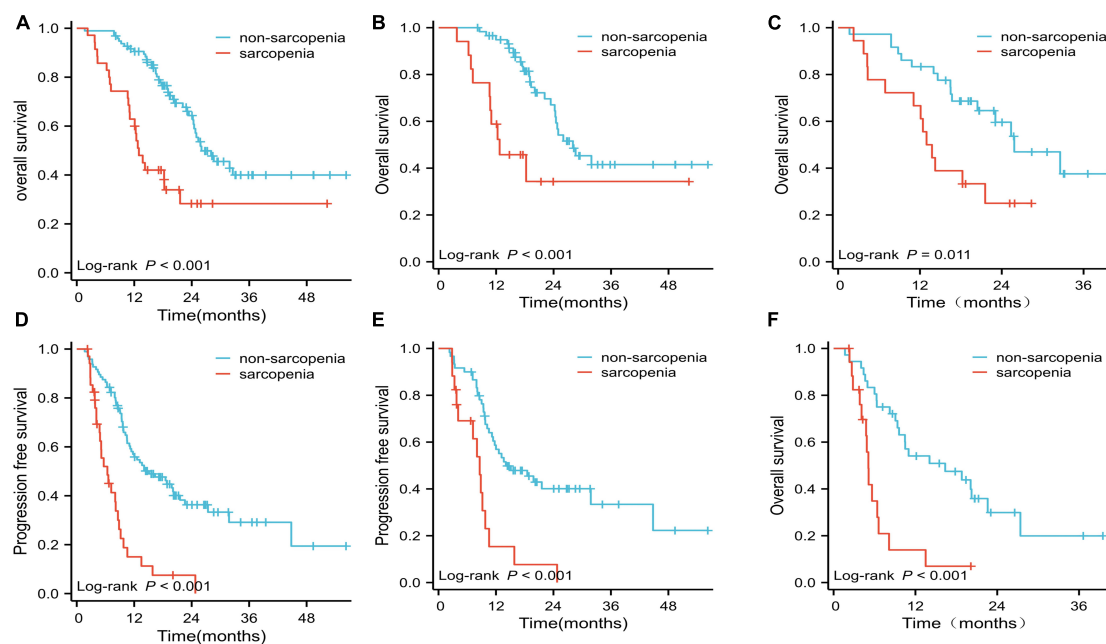 A
overall survival
1.0
0.8
0.6
0.4
0.2
0.0
non-sarcopenia
sarcopenia
Log-rank P < 0.001
0 12 24 36 48
Time(months)
B
Overall survival
1.0
0.8
0.6
0.4
0.2
0.0
non-sarcopenia
sarcopenia
Log-rank P < 0.001
0 12 24 36 48
Time(months)
C
Overall survival
1.0
0.8
0.6
0.4
0.2
0.0
non-sarcopenia
sarcopenia
Log-rank P = 0.011
0 12 24 36
Time（months）
D
Progression free survival
1.0
0.8
0.6
0.4
0.2
0.0
non-sarcopenia
sarcopenia
Log-rank P < 0.001
0 12 24 36 48
Time(months)
E
Progression free survival
1.0
0.8
0.6
0.4
0.2
0.0
non-sarcopenia
sarcopenia
Log-rank P < 0.001
0 12 24 36 48
Time(months)
F
Overall survival
1.0
0.8
0.6
0.4
0.2
0.0
non-sarcopenia
sarcopenia
Log-rank P < 0.001
0 12 24 36
Time（months）